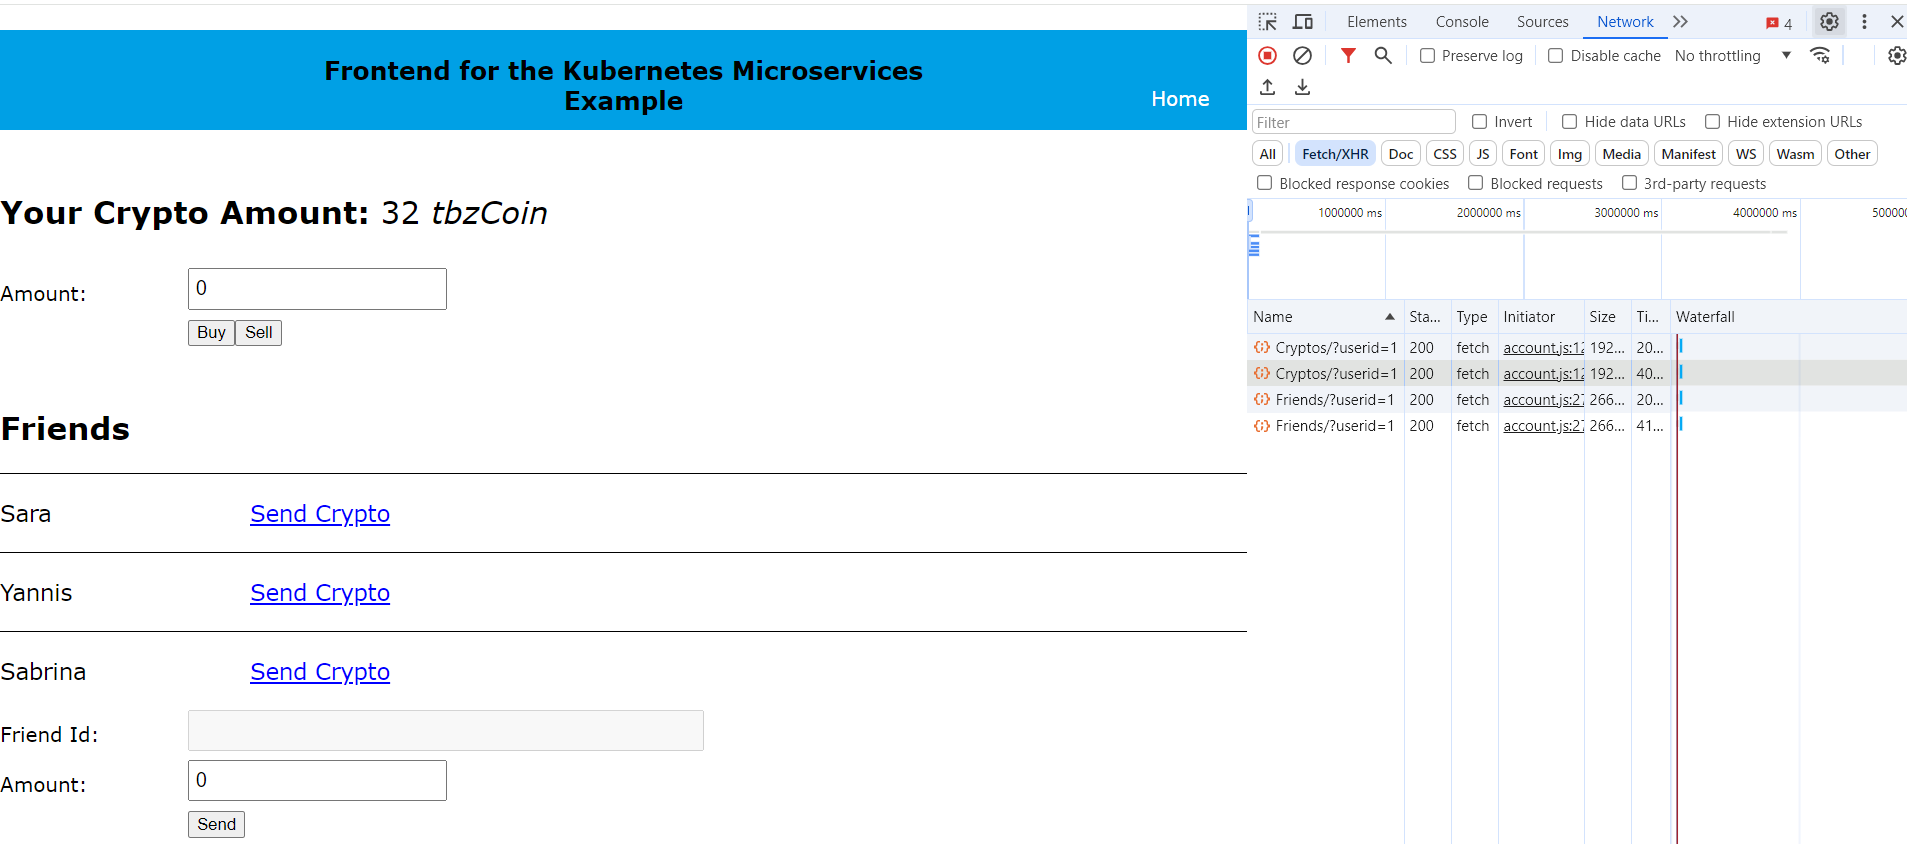 Frontend for the Kubernetes Microservices
Example
Home
Your Crypto Amount: 32 tbzCoin
Amount:
0
Buy Sell
Friends
Sara Send Crypto
Yannis Send Crypto
Sabrina Send Crypto
Friend Id:
Amount:
0
Send
Elements Console Sources Network 4
Preserve log Disable cache No throttling
Filter Invert Hide data URLs Hide extension URLs
All Fetch/XHR Doc CSS JS Font Img Media Manifest WS Wasm Other
Blocked response cookies Blocked requests 3rd-party requests
1000000 ms 2000000 ms 3000000 ms 4000000 ms 50000
Name Sta... Type Initiator Size Ti... Waterfall
Cryptos/?userid=1 200 fetch account.js:12 192... 20...
Cryptos/?userid=1 200 fetch account.js:12 192... 40...
Friends/?userid=1 200 fetch account.js:27 266... 20...
Friends/?userid=1 200 fetch account.js:27 266... 41...